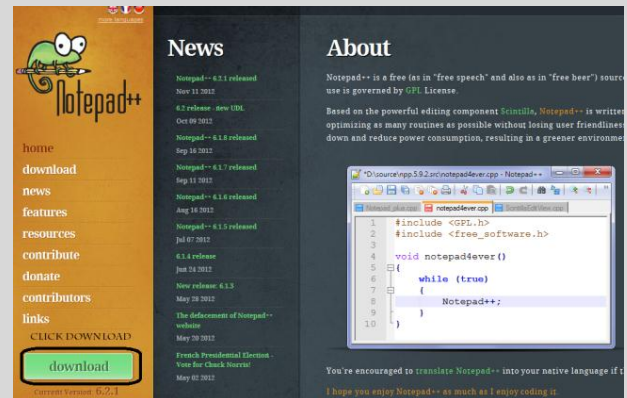 more languages
Notepad++
home
download
news
features
resources
contribute
donate
contributors
links
CLICK DOWNLOAD
download
Current Version 6.2.1
News
Notepad++ 6.2.1 released
Nov 11 2012
6.2 release - new UDL
Oct 09 2012
Notepad++ 6.1.8 released
Sep 16 2012
Notepad++ 6.1.7 released
Sep 11 2012
Notepad++ 6.1.6 released
Aug 16 2012
Notepad++ 6.1.5 released
Jul 07 2012
6.1.4 release
Jun 24 2012
New release: 6.1.3
May 28 2012
The defacement of Notepad++
website
May 20 2012
French Presidential Election -
Vote for Chuck Norris!
May 02 2012
About
Notepad++ is a free (as in "free speech" and also as in "free beer") source
use is governed by GPL License.
Based on the powerful editing component Scintilla, Notepad++ is written
optimizing as many routines as possible without losing user friendliness
down and reduce power consumption, resulting in a greener environmen
*D:\source\npp.5.9.2.src\notepad4ever.cpp - Notepad++
Notepad_plus.cpp notepad4ever.cpp ScintillaEditView.cpp
1 #include <GPL.h>
2 #include <free_software.h>
3
4 void notepad4ever()
5 {
6 while (true)
7 {
8 Notepad++;
9 }
10 }
You're encouraged to translate Notepad++ into your native language if t
I hope you enjoy Notepad++ as much as I enjoy coding it.